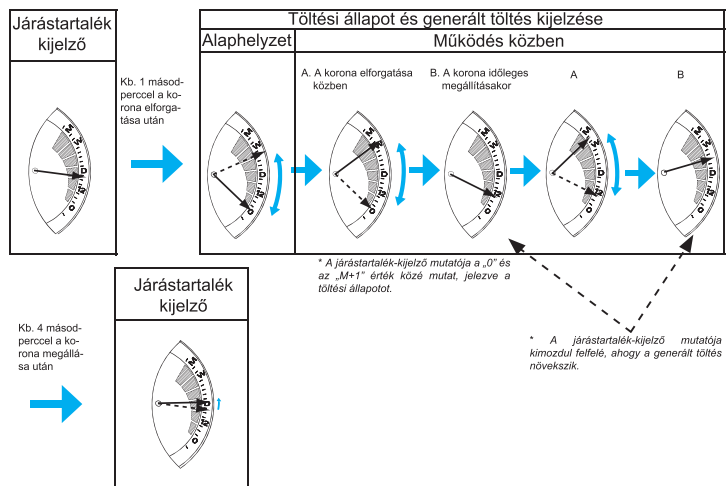 Járástartalék
kijelző
Kb. 1 másod-
perccel a ko-
rona elforga-
tása után
Töltési állapot és generált töltés kijelzése
Alaphelyzet
Működés közben
A. A korona elforgatása
közben
B. A korona időleges
megállításakor
A
B
* A járástartalék-kijelző mutatója a „0” és
az „M+1” érték közé mutat, jelezve a
töltési állapotot.
* A járástartalék-kijelző mutatója
kimozdul felfelé, ahogy a generált töltés
növekszik.
Kb. 4 másod-
perccel a ko-
rona megállá-
sa után
Járástartalék
kijelző